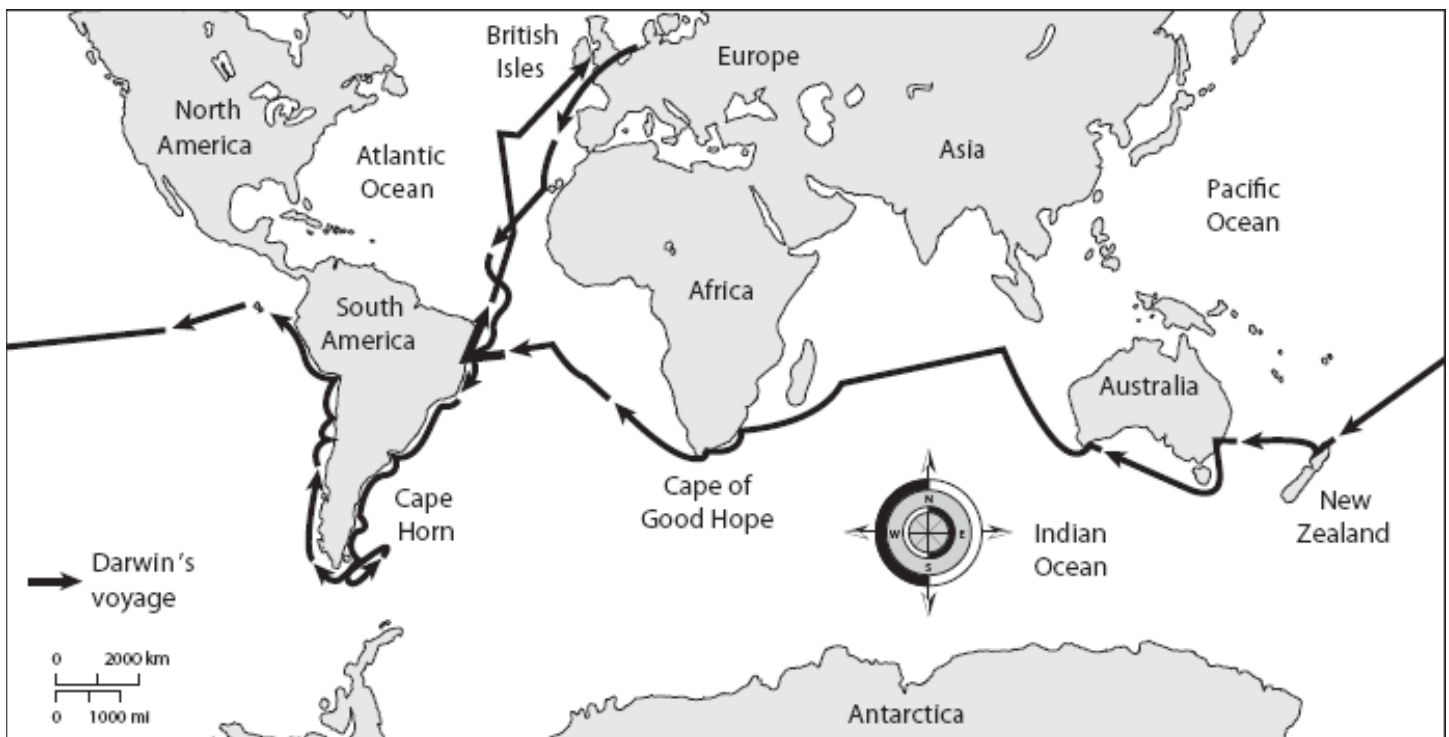 British
Isles
Europe
North
America
Atlantic
Ocean
Asia
Pacific
Ocean
South
America
Africa
Australia
Cape
Horn
Cape of
Good Hope
N
W E
S
Indian
Ocean
New
Zealand
Darwin's
voyage
0 2000 km
0 1000 mi
Antarctica